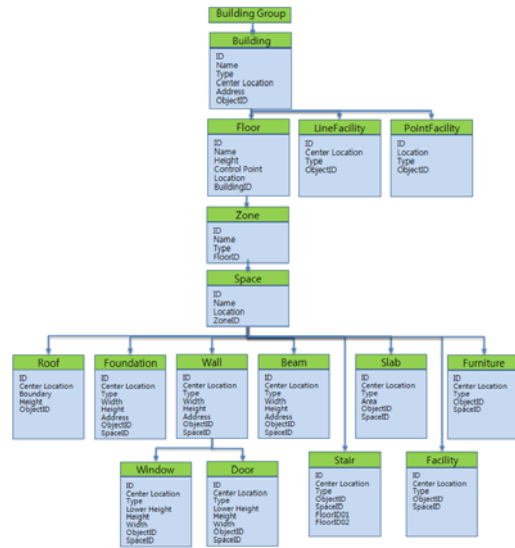 Building Group
Building
ID
Name
Type
Center Location
Address
ObjectID
Floor
ID
Name
Height
Control Point
Location
BuildingID
LineFacility
ID
Center Location
Type
ObjectID
PointFacility
ID
Location
Type
ObjectID
Zone
ID
Name
Type
FloorID
Space
ID
Name
Location
ZoneID
Roof
ID
Center Location
Boundary
Height
ObjectID
Foundation
ID
Center Location
Type
Width
Height
Address
ObjectID
SpaceID
Wall
ID
Center Location
Type
Width
Height
Address
ObjectID
SpaceID
Beam
ID
Center Location
Type
Width
Height
Address
ObjectID
SpaceID
Slab
ID
Center Location
Type
Area
ObjectID
SpaceID
Furniture
ID
Center Location
Type
ObjectID
SpaceID
Window
ID
Center Location
Type
Lower Height
Height
Width
ObjectID
SpaceID
Door
ID
Center Location
Type
Lower Height
Height
Width
ObjectID
SpaceID
Stair
ID
Center Location
Type
ObjectID
SpaceID
FloorID01
FloorID02
Facility
ID
Center Location
Type
ObjectID
SpaceID